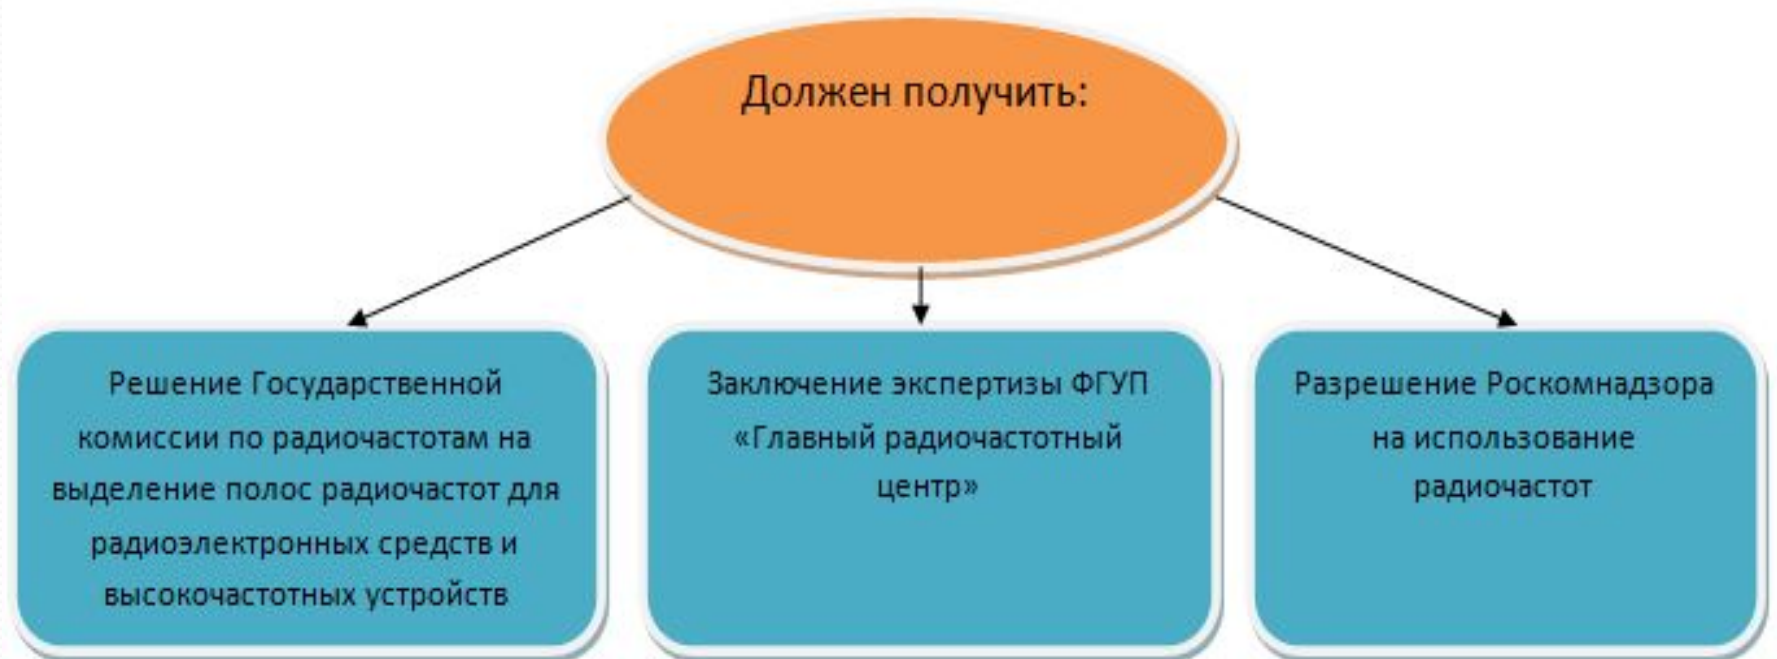 Должен получить:
Решение Государственной
комиссии по радиочастотам на
выделение полос радиочастот для
радиоэлектронных средств и
высокочастотных устройств
Заключение экспертизы ФГУП
«Главный радиочастотный
центр»
Разрешение Роскомнадзора
на использование
радиочастот